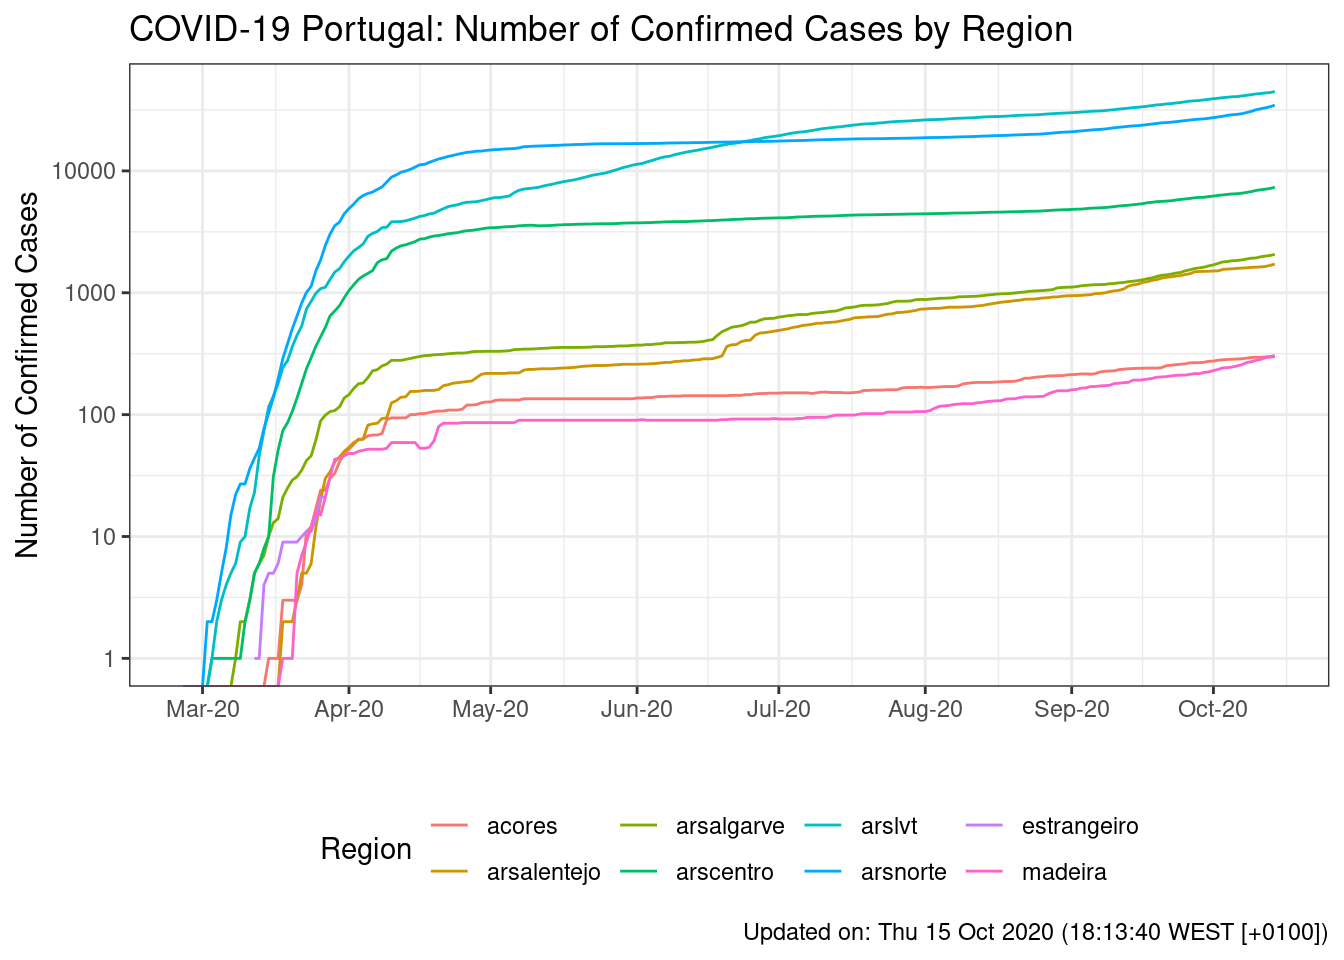 COVID-19 Portugal: Number of Confirmed Cases by Region
Number of Confirmed Cases
10000
1000
100
10
1
Mar-20 Apr-20 May-20 Jun-20 Jul-20 Aug-20 Sep-20 Oct-20
Region
acores arsalgarve arslvt estrangeiro
arsalentejo arscentro arsnorte madeira
Updated on: Thu 15 Oct 2020 (18:13:40 WEST [+0100])